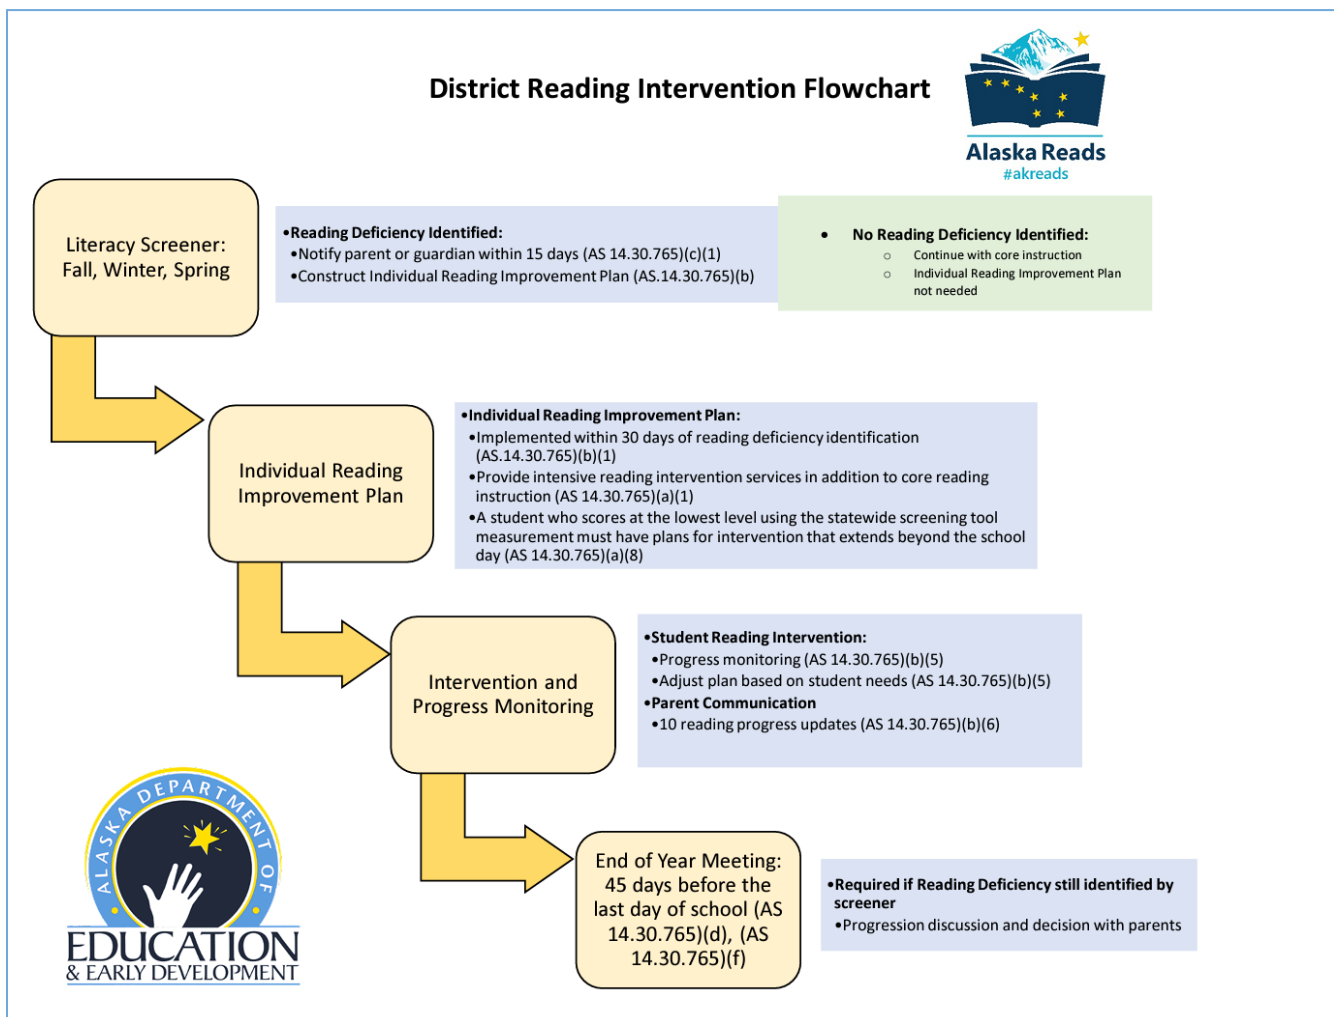 District Reading Intervention Flowchart
Alaska Reads
#akreads
Literacy Screener:
Fall, Winter, Spring
•Reading Deficiency Identified:
•Notify parent or guardian within 15 days (AS 14.30.765)(c)(1)
•Construct Individual Reading Improvement Plan (AS.14.30.765)(b)
• No Reading Deficiency Identified:
o Continue with core instruction
o Individual Reading Improvement Plan
not needed
Individual Reading
Improvement Plan
•Individual Reading Improvement Plan:
•Implemented within 30 days of reading deficiency identification
(AS.14.30.765)(b)(1)
•Provide intensive reading intervention services in addition to core reading
instruction (AS 14.30.765)(a)(1)
•A student who scores at the lowest level using the statewide screening tool
measurement must have plans for intervention that extends beyond the school
day (AS 14.30.765)(a)(8)
Intervention and
Progress Monitoring
•Student Reading Intervention:
•Progress monitoring (AS 14.30.765)(b)(5)
•Adjust plan based on student needs (AS 14.30.765)(b)(5)
•Parent Communication
•10 reading progress updates (AS 14.30.765)(b)(6)
End of Year Meeting:
45 days before the
last day of school (AS
14.30.765)(d), (AS
14.30.765)(f)
•Required if Reading Deficiency still identified by
screener
•Progression discussion and decision with parents
ALASKA DEPARTMENT OF
EDUCATION
& EARLY DEVELOPMENT